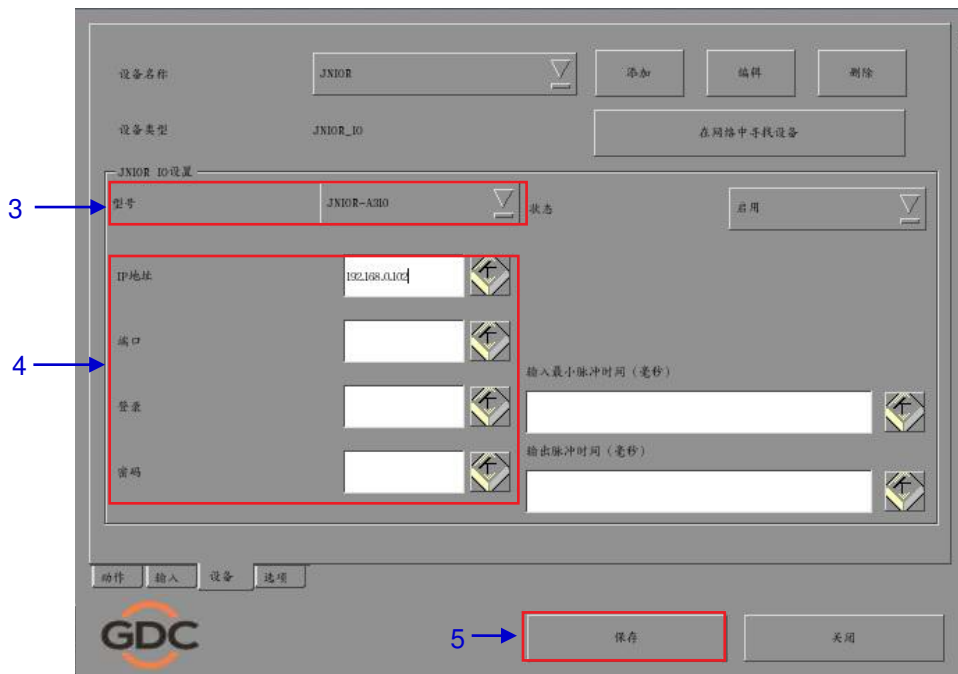 设备名称 JNIOR 添加 编辑 删除
设备类型 JNIOR_IO 在网络中寻找设备
JNIOR IO设置
3 型号 JNIOR-A310 状态 启用
IP地址 192.168.0.102
端口
4
输入最小脉冲时间（毫秒）
登录
输出脉冲时间（毫秒）
密码
动作 输入 设备 选项
GDC 5 保存 关闭